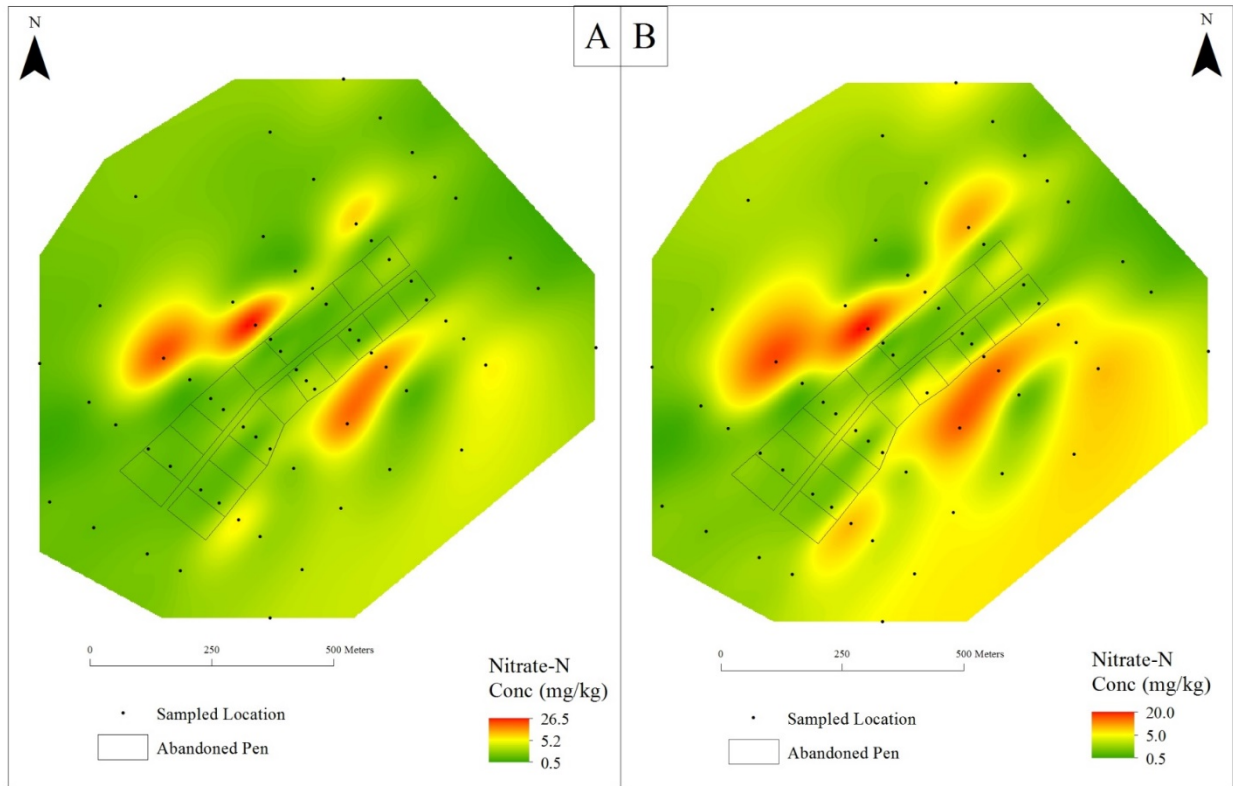 N
A
B
N
0 250 500 Meters
Nitrate-N
Conc (mg/kg)
26.5
5.2
0.5
Sampled Location
Abandoned Pen
0 250 500 Meters
Nitrate-N
Conc (mg/kg)
20.0
5.0
0.5
Sampled Location
Abandoned Pen